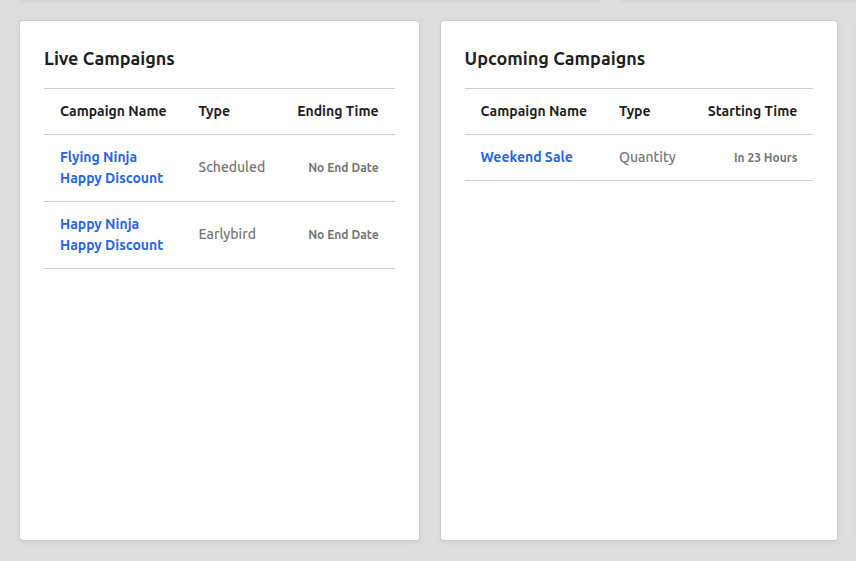 Live Campaigns
Campaign Name Type Ending Time
Flying Ninja
Happy Discount
Scheduled
No End Date
Happy Ninja
Happy Discount
Earlybird
No End Date
Upcoming Campaigns
Campaign Name Type Starting Time
Weekend Sale Quantity In 23 Hours